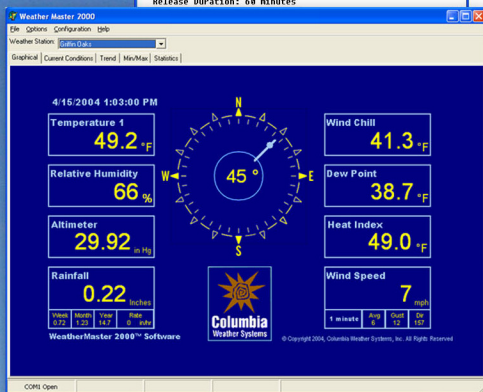 Release Duration: 60 minutes
Weather Master 2000
File Options Configuration Help
Weather Station: Griffin Oaks
Graphical Current Conditions Trend Min/Max Statistics
4/15/2004 1:03:00 PM
N
Temperature 1
49.2 °F
Wind Chill
41.3 °F
Relative Humidity
66 %
W
45 °
E
Dew Point
38.7 °F
Altimeter
29.92 in Hg
S
Heat Index
49.0 °F
Rainfall
0.22 Inches
Week Month Year Rate
0.72 1.23 14.7 0 in/hr
Columbia
Weather Systems
Wind Speed
7 mph
1 minute
Avg Gust Dir
6 12 157
WeatherMaster 2000™ Software
© Copyright 2004, Columbia Weather Systems, Inc. All Rights Reserved
COM1 Open